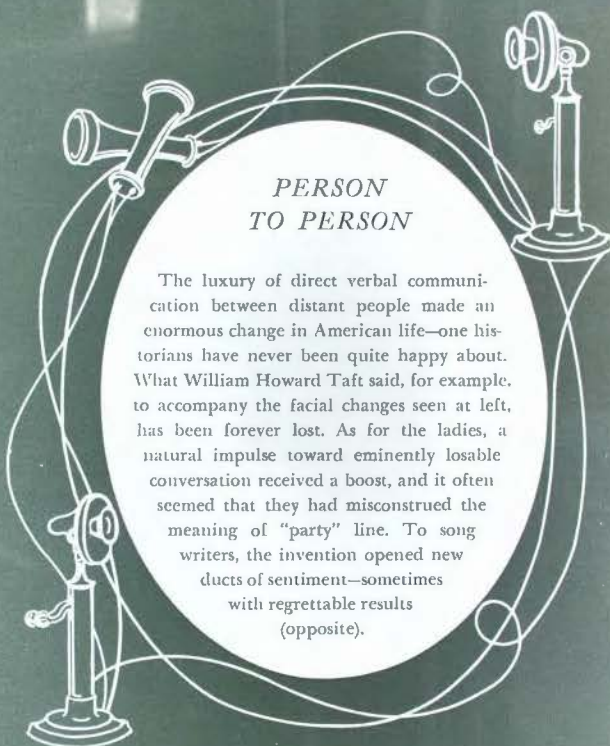 PERSON
TO PERSON
The luxury of direct verbal communi-
cation between distant people made an
enormous change in American life—one his-
torians have never been quite happy about.
What William Howard Taft said, for example,
to accompany the facial changes seen at left,
has been forever lost. As for the ladies, a
natural impulse toward eminently losable
conversation received a boost, and it often
seemed that they had misconstrued the
meaning of "party" line. To song
writers, the invention opened new
ducts of sentiment—sometimes
with regrettable results
(opposite).